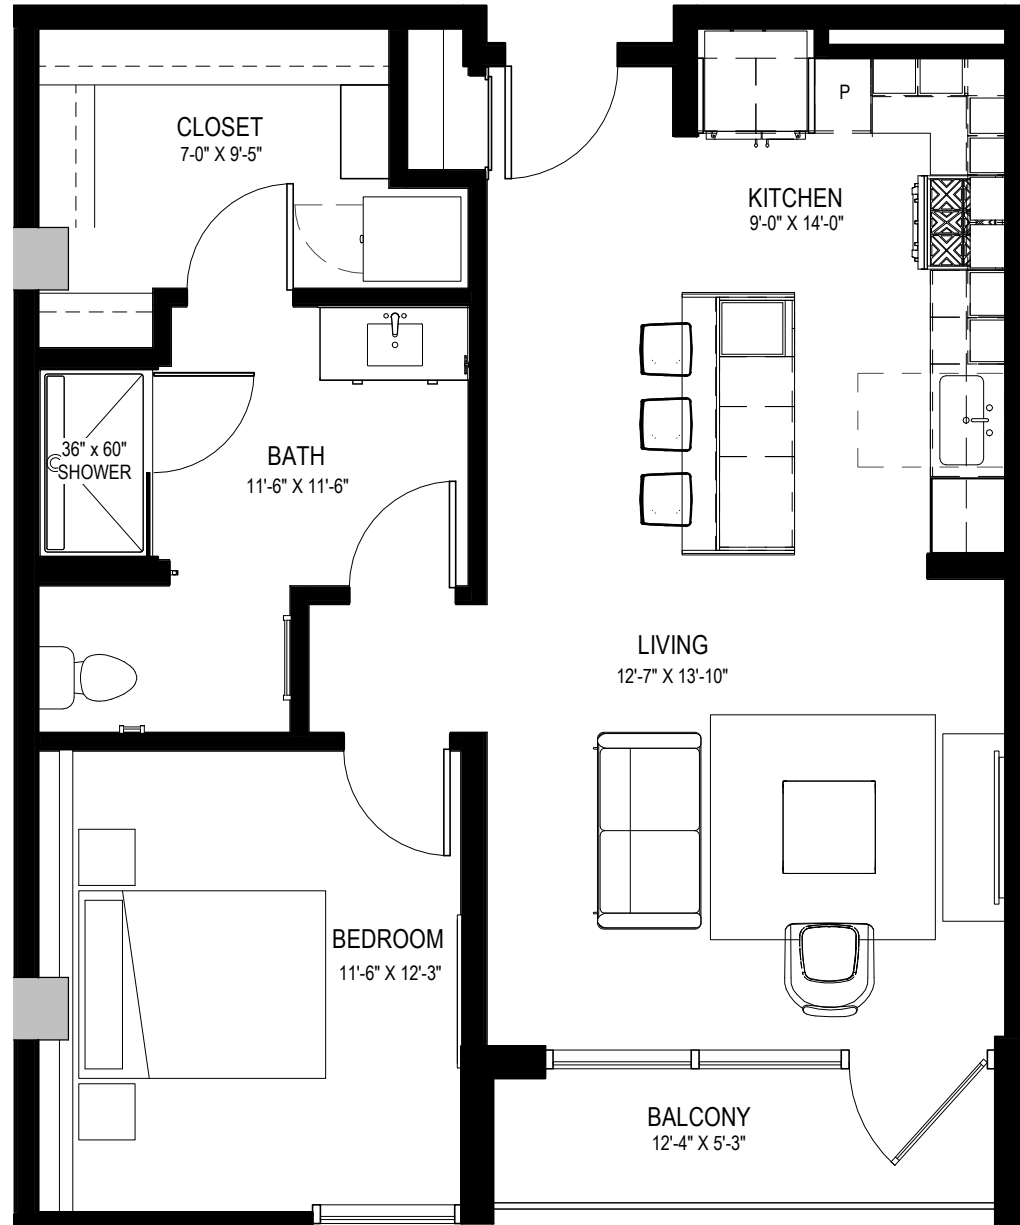 CLOSET
7-0" X 9'-5"
P
KITCHEN
9'-0" X 14'-0"
36" x 60"
SHOWER
BATH
11'-6" X 11'-6"
LIVING
12'-7" X 13'-10"
BEDROOM
11'-6" X 12'-3"
BALCONY
12'-4" X 5'-3"